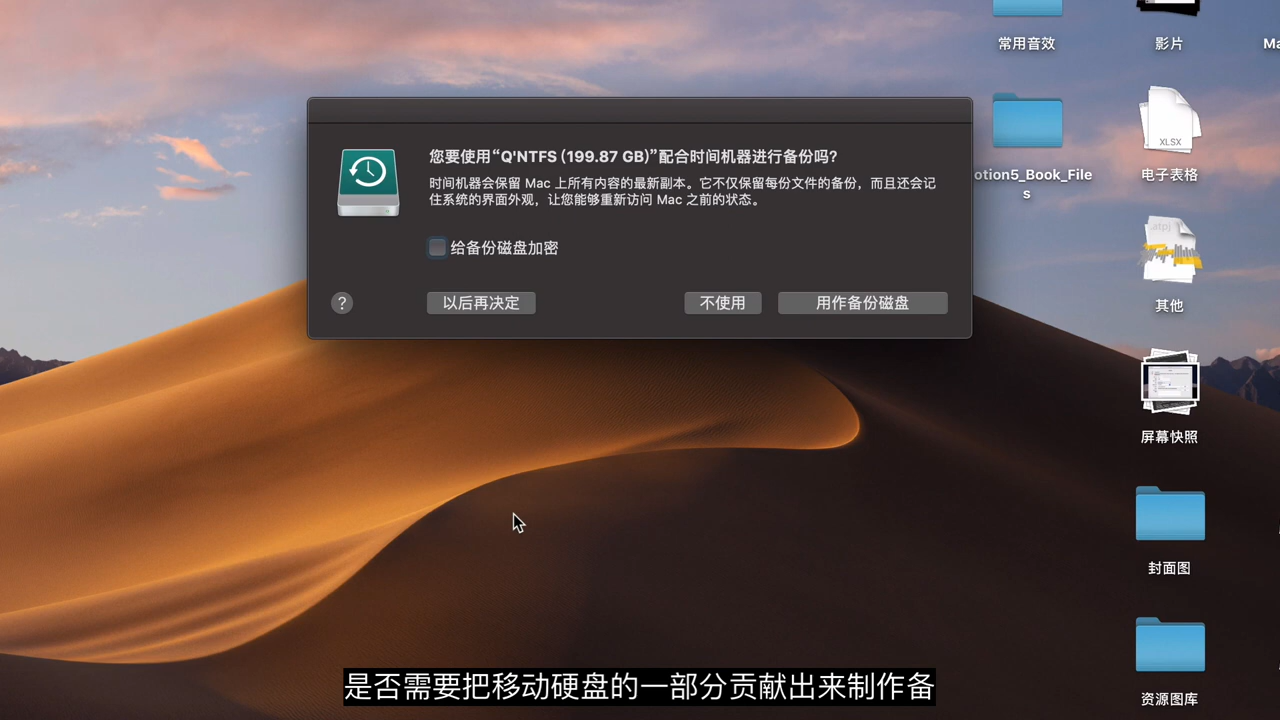 常用音效
影片
Ma
您要使用“Q'NTFS (199.87 GB)”配合时间机器进行备份吗？
时间机器会保留 Mac 上所有内容的最新副本。它不仅保留每份文件的备份，而且还会记
住系统的界面外观，让您能够重新访问 Mac 之前的状态。
给备份磁盘加密
?
以后再决定
不使用
用作备份磁盘
otion5_Book_File
s
XLSX
电子表格
.atpj
其他
屏幕快照
封面图
资源图库
是否需要把移动硬盘的一部分贡献出来制作备